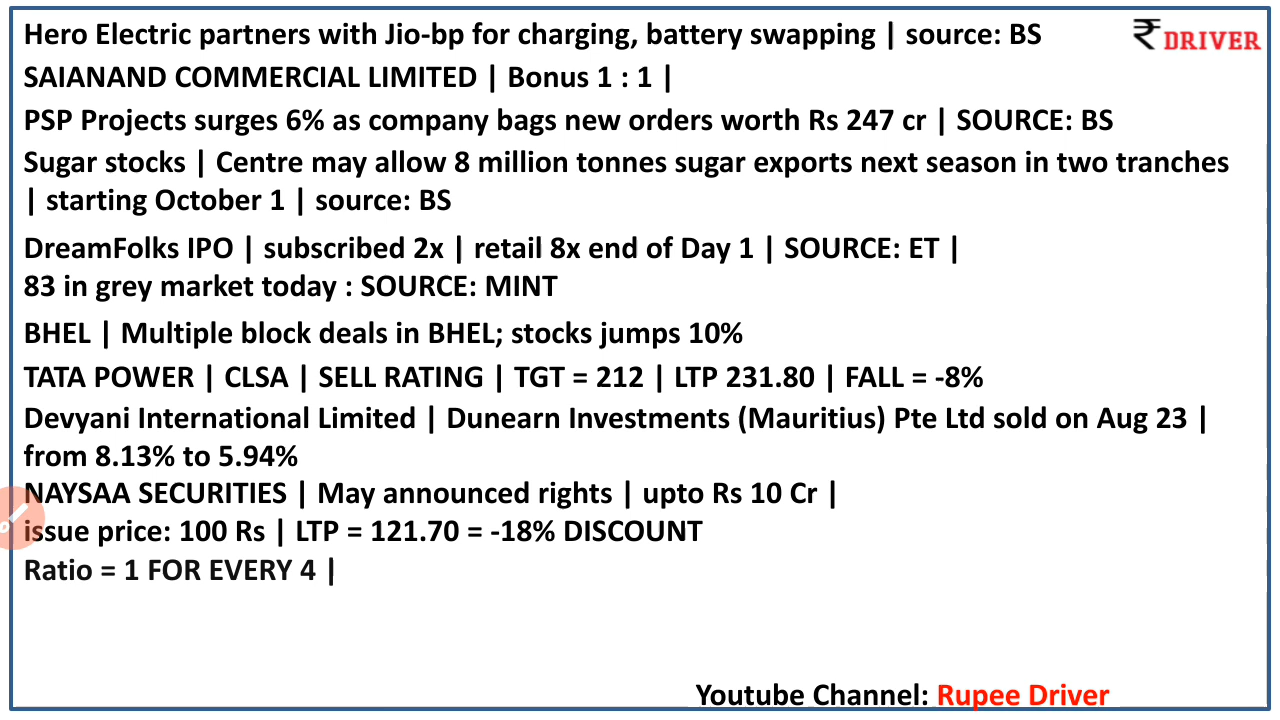 Hero Electric partners with Jio-bp for charging, battery swapping | source: BS
₹ DRIVER
SAIANAND COMMERCIAL LIMITED | Bonus 1 : 1 |
PSP Projects surges 6% as company bags new orders worth Rs 247 cr | SOURCE: BS
Sugar stocks | Centre may allow 8 million tonnes sugar exports next season in two tranches
| starting October 1 | source: BS
DreamFolks IPO | subscribed 2x | retail 8x end of Day 1 | SOURCE: ET |
83 in grey market today : SOURCE: MINT
BHEL | Multiple block deals in BHEL; stocks jumps 10%
TATA POWER | CLSA | SELL RATING | TGT = 212 | LTP 231.80 | FALL = -8%
Devyani International Limited | Dunearn Investments (Mauritius) Pte Ltd sold on Aug 23 |
from 8.13% to 5.94%
NAYSAA SECURITIES | May announced rights | upto Rs 10 Cr |
issue price: 100 Rs | LTP = 121.70 = -18% DISCOUNT
Ratio = 1 FOR EVERY 4 |
Youtube Channel: Rupee Driver